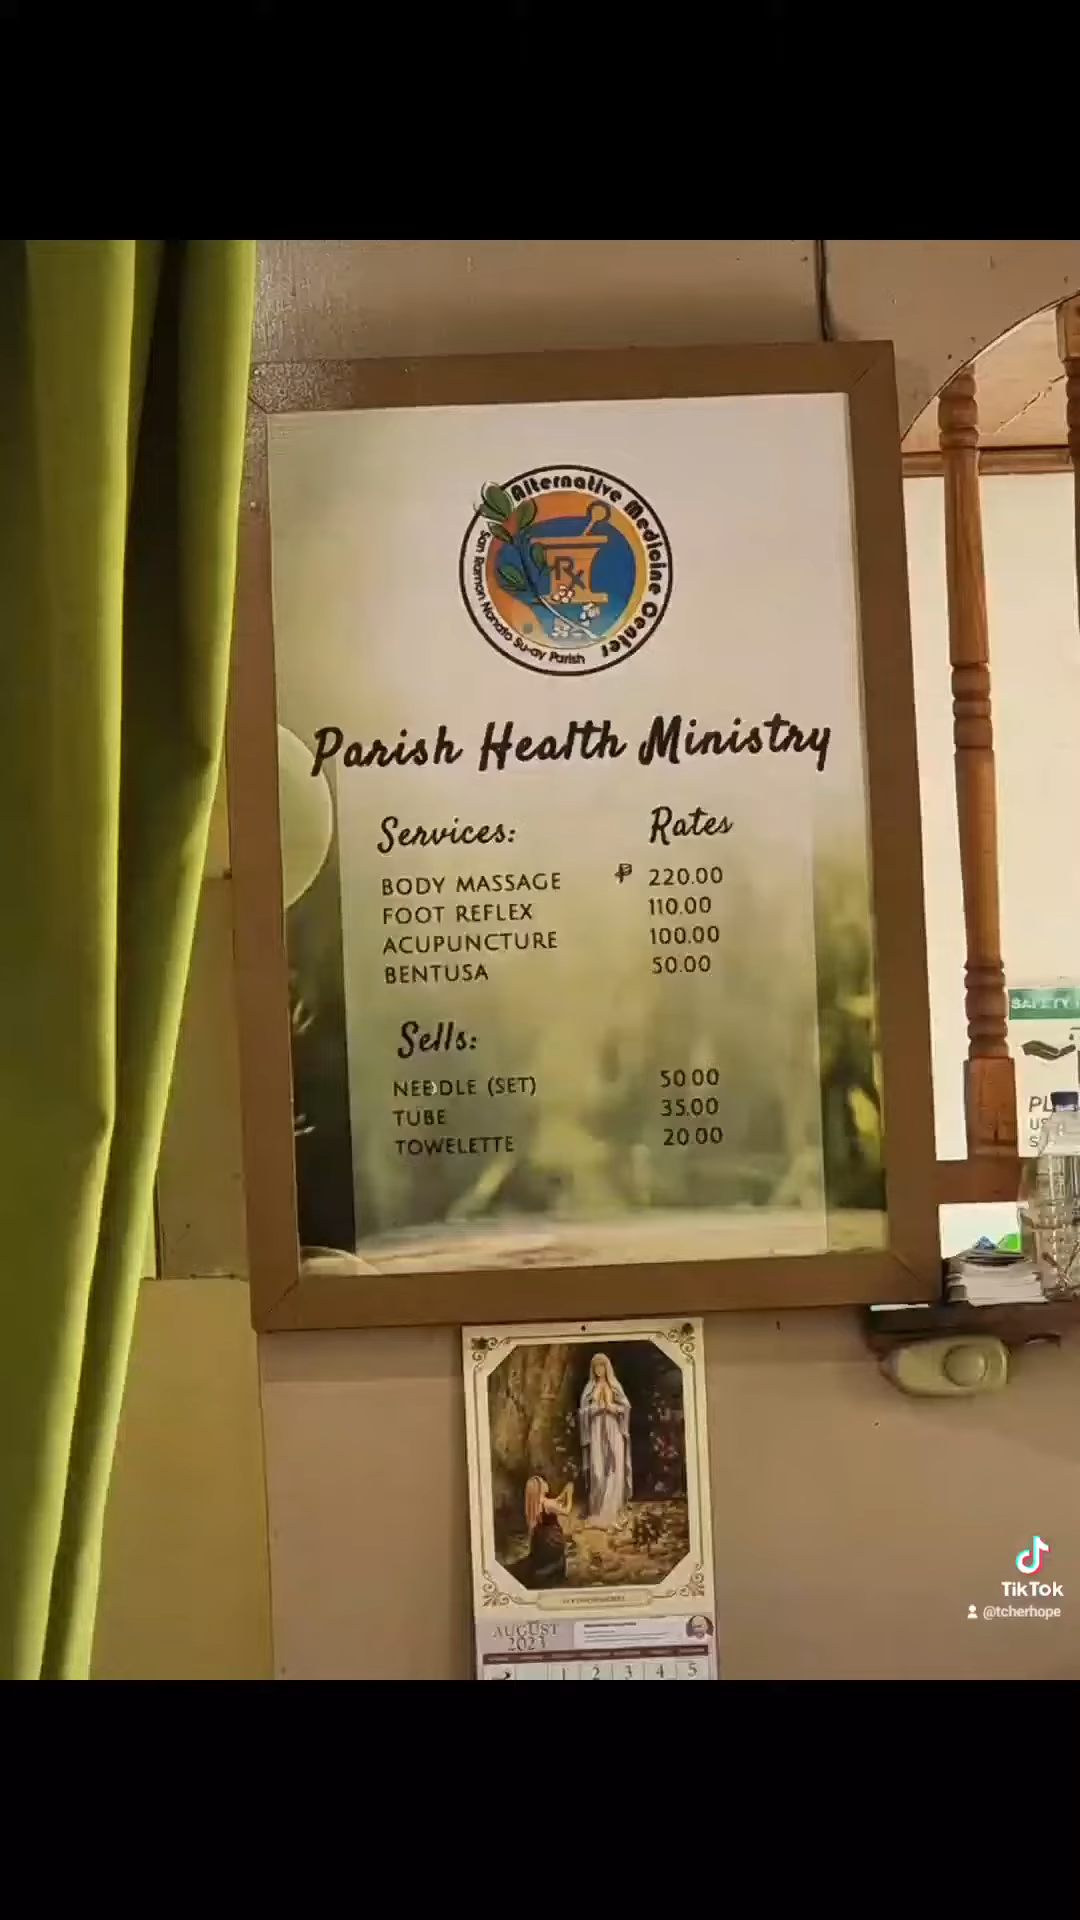 Alternative Medicine Center
San Ramon Nonato Su-ay Parish
Rx
Parish Health Ministry
Services: Rates
BODY MASSAGE ₱ 220.00
FOOT REFLEX 110.00
ACUPUNCTURE 100.00
BENTUSA 50.00
Sells:
NEEDLE (SET) 50.00
TUBE 35.00
TOWELETTE 20.00
SAFETY
AUGUST
2023
1 2 3 4 5
TikTok
@tcherhope